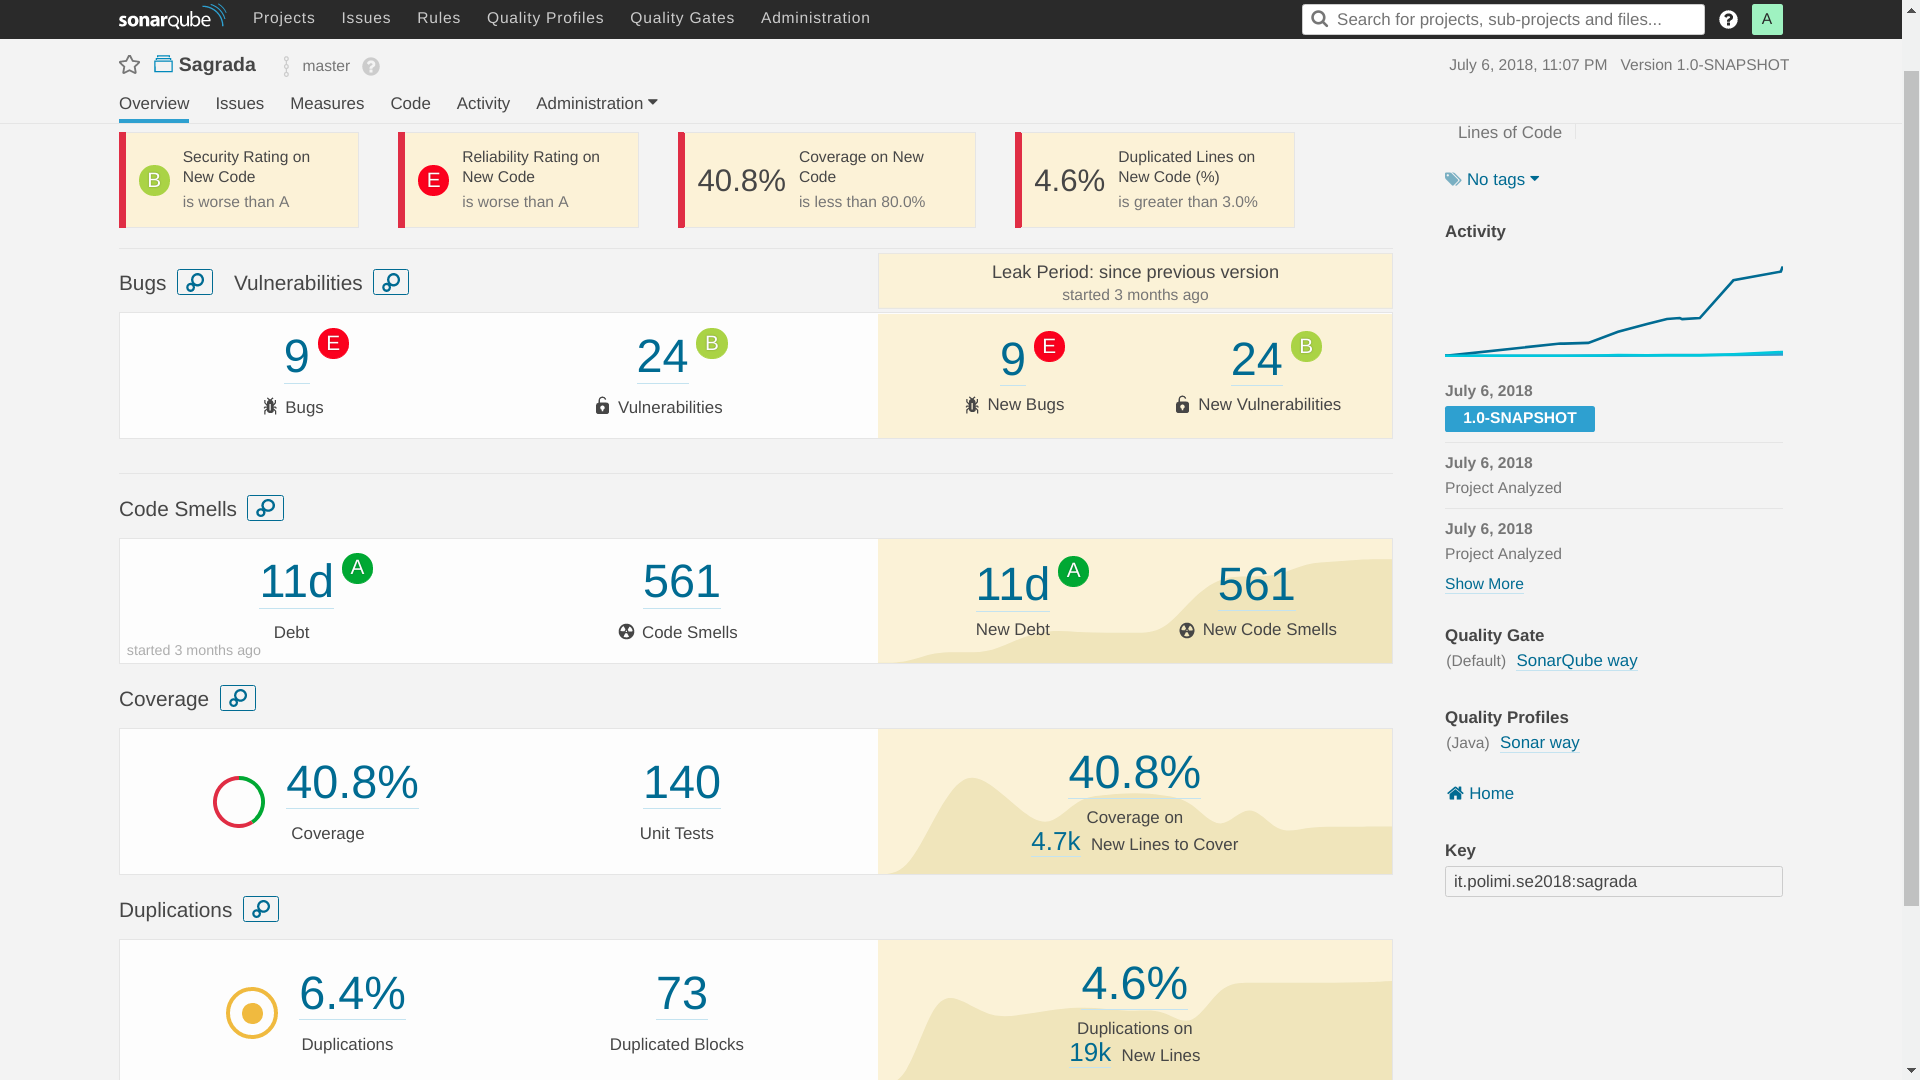 sonarqube Projects Issues Rules Quality Profiles Quality Gates Administration Search for projects, sub-projects and files... ? A
Sagrada master ? July 6, 2018, 11:07 PM Version 1.0-SNAPSHOT
Overview Issues Measures Code Activity Administration
B Security Rating on New Code is worse than A
E Reliability Rating on New Code is worse than A
40.8% Coverage on New Code is less than 80.0%
4.6% Duplicated Lines on New Code (%) is greater than 3.0%
Bugs Vulnerabilities
Leak Period: since previous version
started 3 months ago
9 E 24 B 9 E 24 B
Bugs Vulnerabilities New Bugs New Vulnerabilities
Code Smells
11d A 561 11d A 561
Debt Code Smells New Debt New Code Smells
started 3 months ago
Coverage
40.8% 140 40.8%
Coverage Unit Tests Coverage on
4.7k New Lines to Cover
Duplications
6.4% 73 4.6%
Duplications Duplicated Blocks Duplications on
19k New Lines
Lines of Code
No tags
Activity
July 6, 2018
1.0-SNAPSHOT
July 6, 2018
Project Analyzed
July 6, 2018
Project Analyzed
Show More
Quality Gate
(Default) SonarQube way
Quality Profiles
(Java) Sonar way
Home
Key
it.polimi.se2018:sagrada